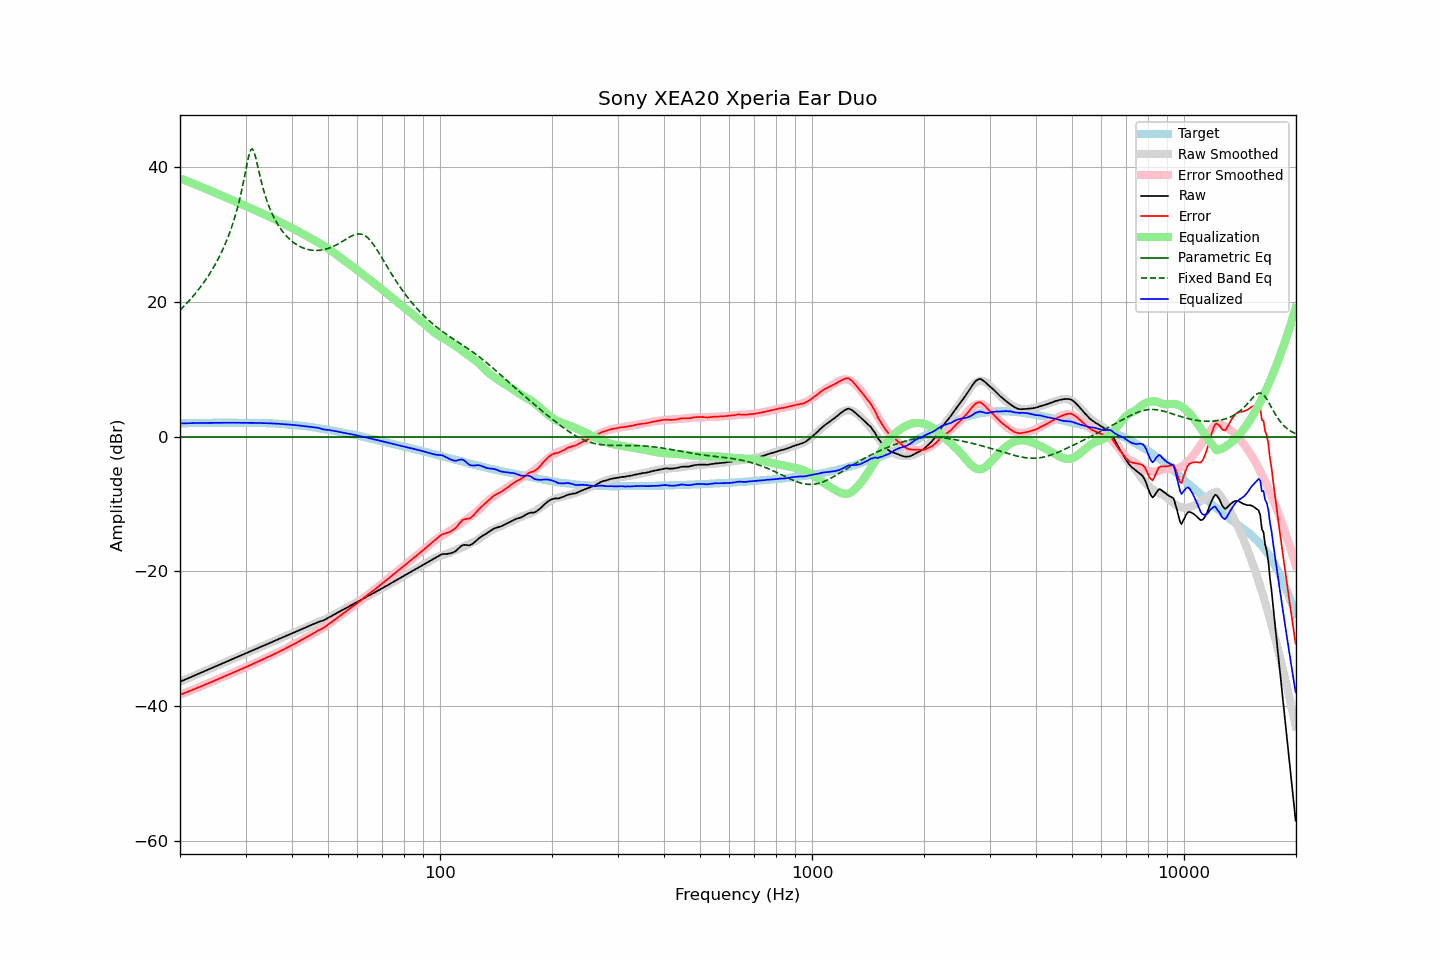 Sony XEA20 Xperia Ear Duo
Target
Raw Smoothed
Error Smoothed
Raw
Error
Equalization
Parametric Eq
Fixed Band Eq
Equalized
Amplitude (dBr)
40
20
0
−20
−40
−60
100
1000
10000
Frequency (Hz)